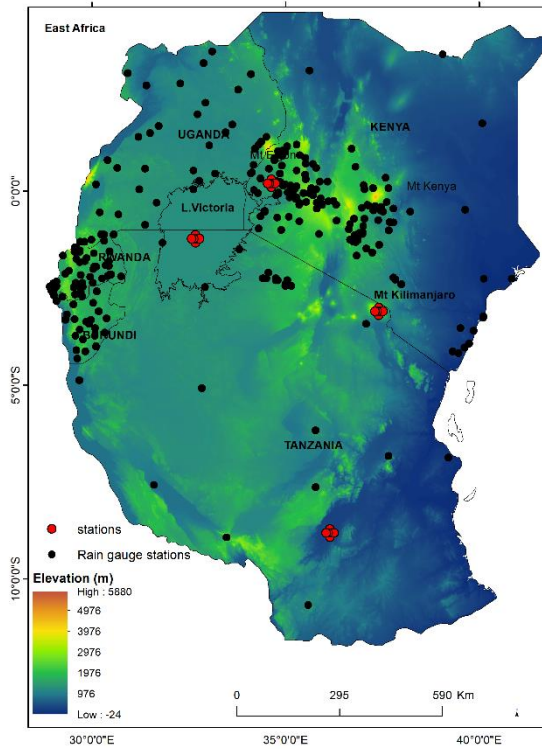 East Africa
KENYA
UGANDA
Mt Elgon
Mt Kenya
0°0'0"
L.Victoria
RWANDA
Mt Kilimanjaro
BURUNDI
5°0'0"S
TANZANIA
stations
Rain gauge stations
10°0'0"S
Elevation (m)
High : 5880
4976
3976
2976
1976
976
Low : -24
0 295 590 Km
30°0'0"E 35°0'0"E 40°0'0"E